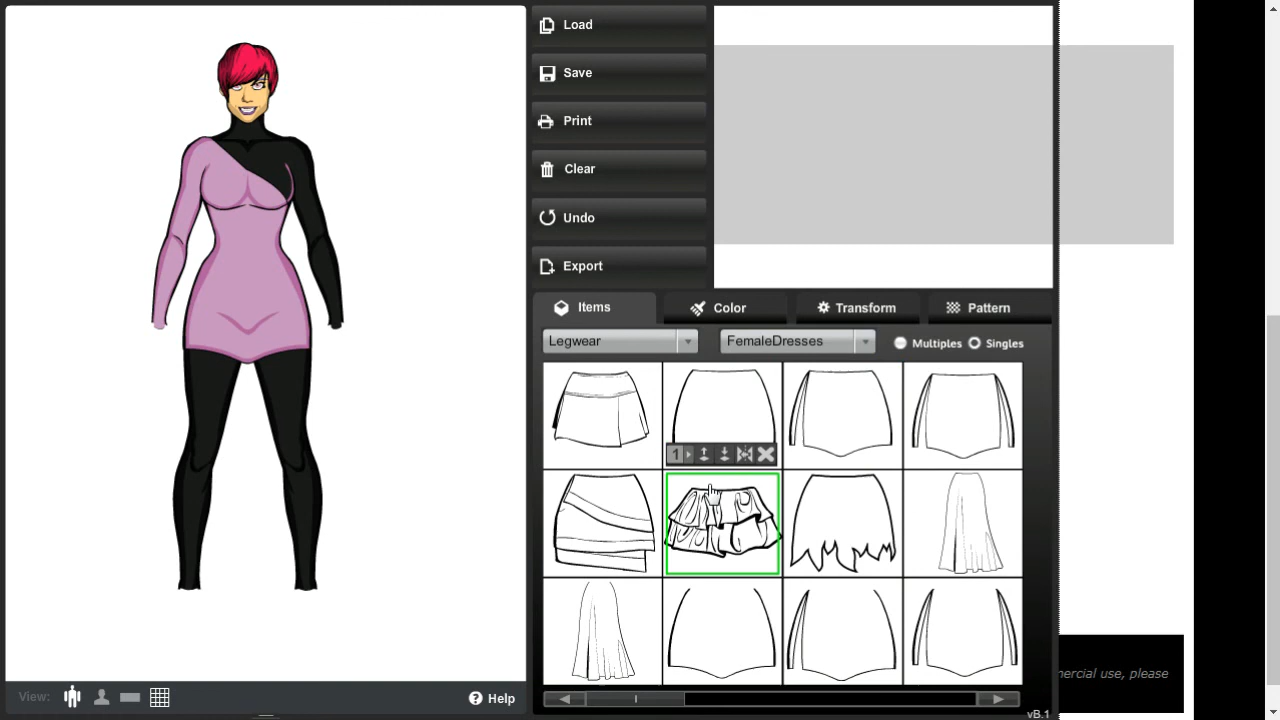 Load
Save
Print
Clear
Undo
Export
Items
Color
Transform
Pattern
Legwear
FemaleDresses
Multiples
Singles
1
View:
Help
mercial use, please
vB.1